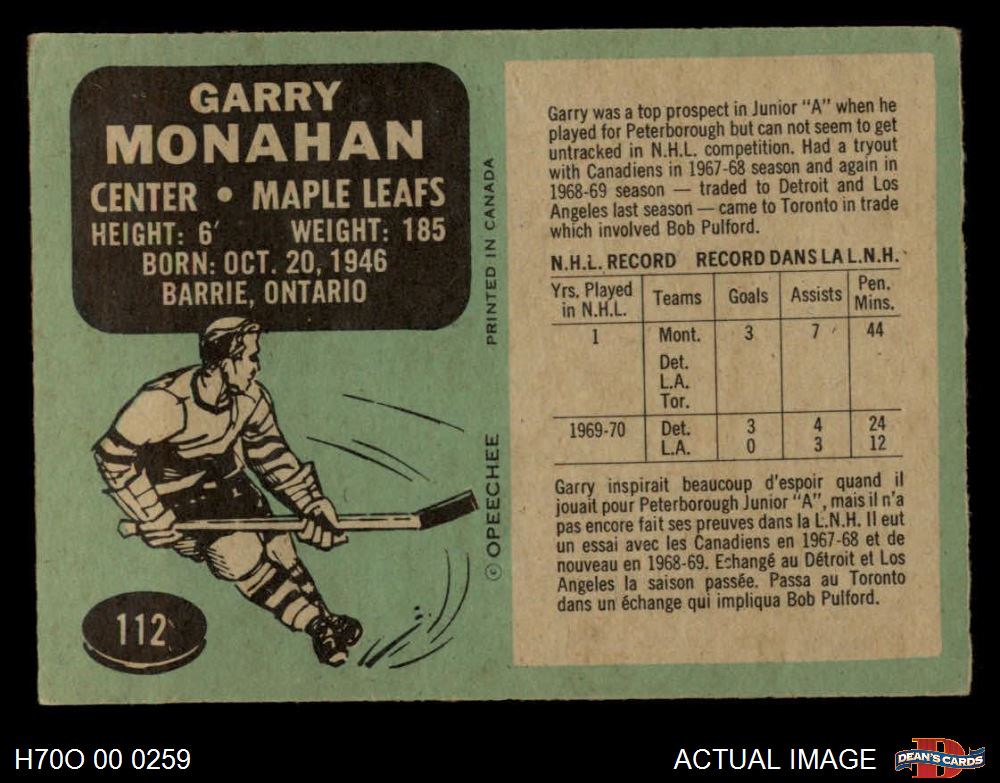 GARRY
MONAHAN
CENTER • MAPLE LEAFS
HEIGHT: 6' WEIGHT: 185
BORN: OCT. 20, 1946
BARRIE, ONTARIO
112
© OPEECHEE PRINTED IN CANADA
Garry was a top prospect in Junior "A" when he
played for Peterborough but can not seem to get
untracked in N.H.L. competition. Had a tryout
with Canadiens in 1967-68 season and again in
1968-69 season — traded to Detroit and Los
Angeles last season — came to Toronto in trade
which involved Bob Pulford.
N.H.L. RECORD RECORD DANS LA L.N.H.
Yrs. Played in N.H.L. Teams Goals Assists Pen. Mins.
1 Mont. 3 7 44
Det.
L.A.
Tor.
1969-70 Det. 3 4 24
L.A. 0 3 12
Garry inspirait beaucoup d'espoir quand il
jouait pour Peterborough Junior "A", mais il n'a
pas encore fait ses preuves dans la L.N.H. Il eut
un essai avec les Canadiens en 1967-68 et de
nouveau en 1968-69. Echangé au Détroit et Los
Angeles la saison passée. Passa au Toronto
dans un échange qui impliqua Bob Pulford.
H70O 00 0259
ACTUAL IMAGE
D
DEAN'S CARDS